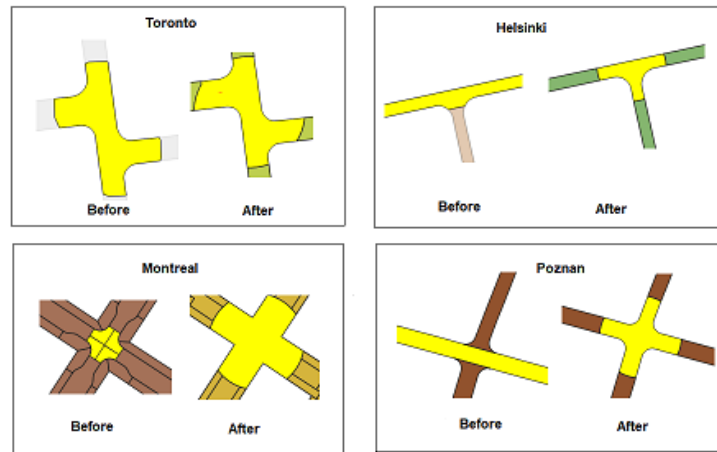 Toronto
Before
After
Helsinki
Before
After
Montreal
Before
After
Poznan
Before
After